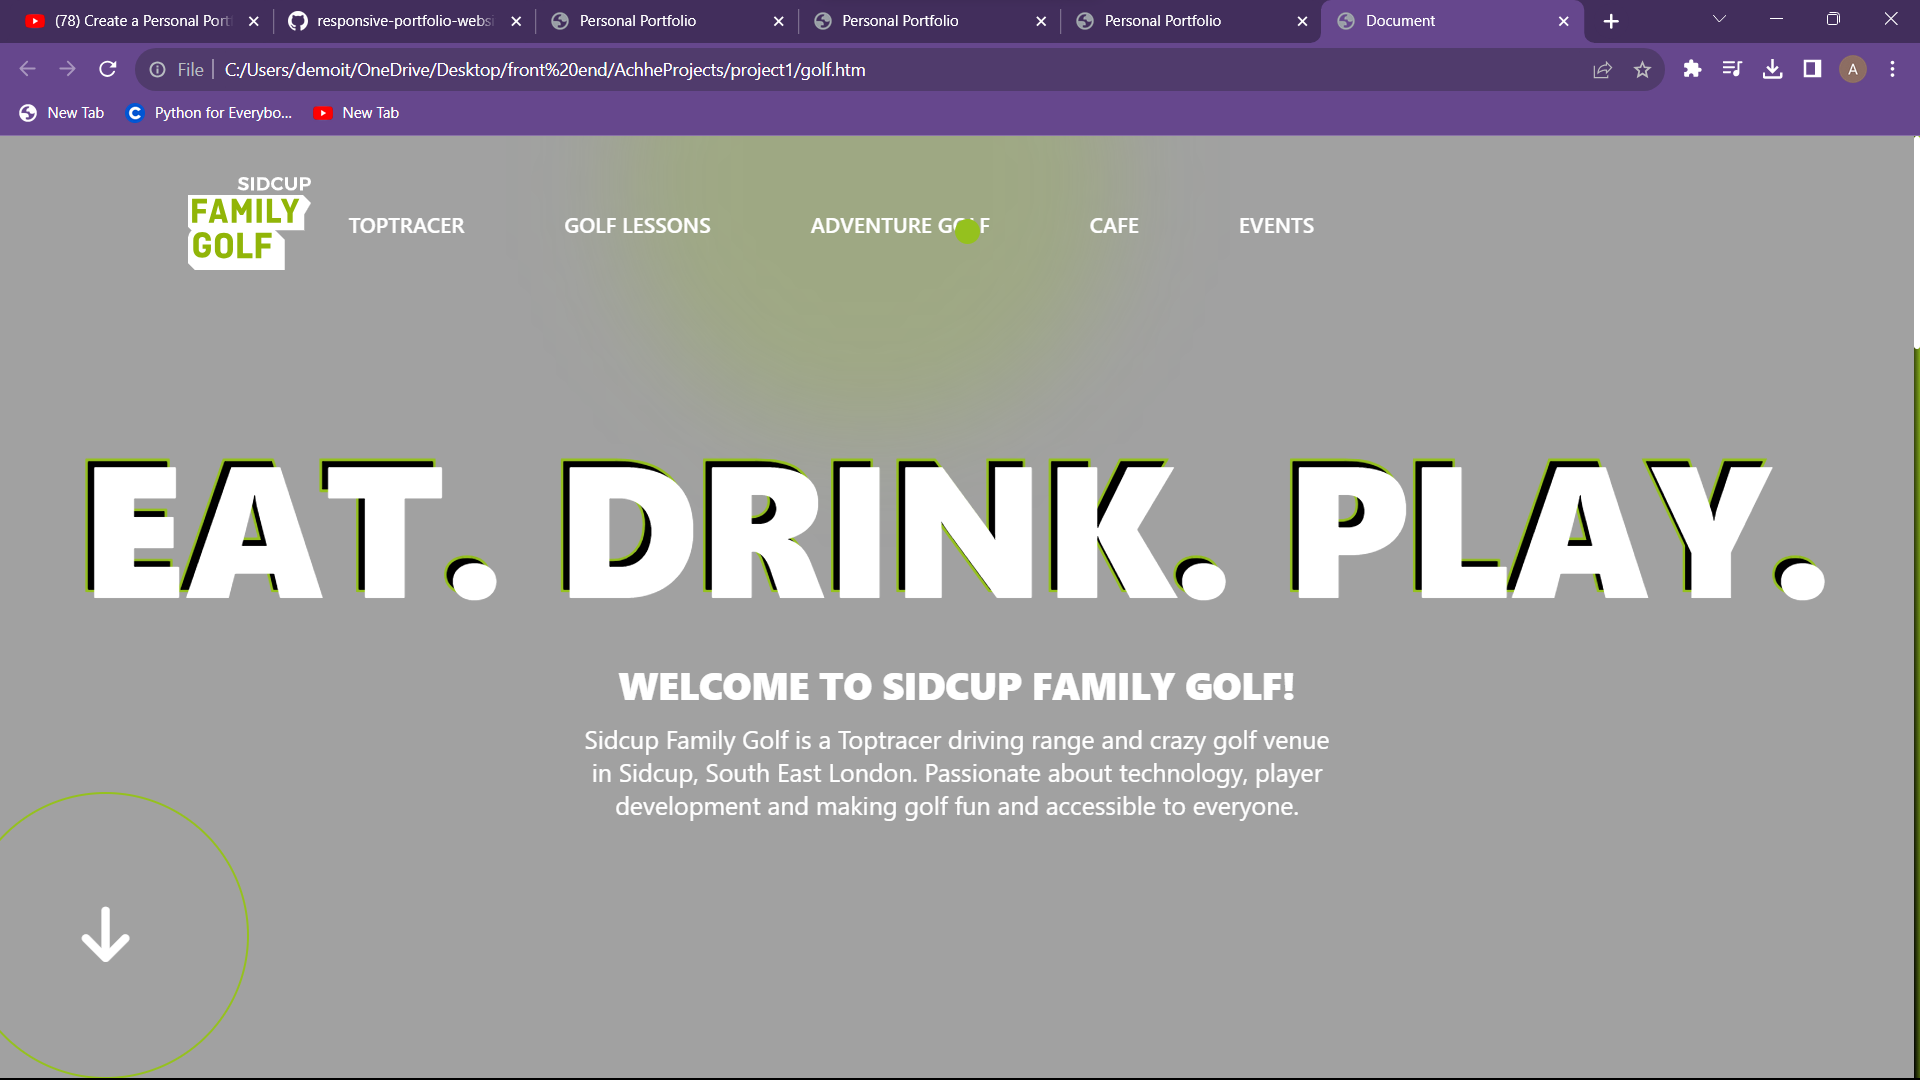 (78) Create a Personal Port
responsive-portfolio-websi
Personal Portfolio
Personal Portfolio
Personal Portfolio
Document
File
C:/Users/demoit/OneDrive/Desktop/front%20end/AchheProjects/project1/golf.htm
A
New Tab
C
Python for Everybo...
New Tab
SIDCUP
FAMILY
GOLF
TOPTRACER
GOLF LESSONS
ADVENTURE GOLF
CAFE
EVENTS
EAT. DRINK. PLAY.
WELCOME TO SIDCUP FAMILY GOLF!
Sidcup Family Golf is a Toptracer driving range and crazy golf venue
in Sidcup, South East London. Passionate about technology, player
development and making golf fun and accessible to everyone.